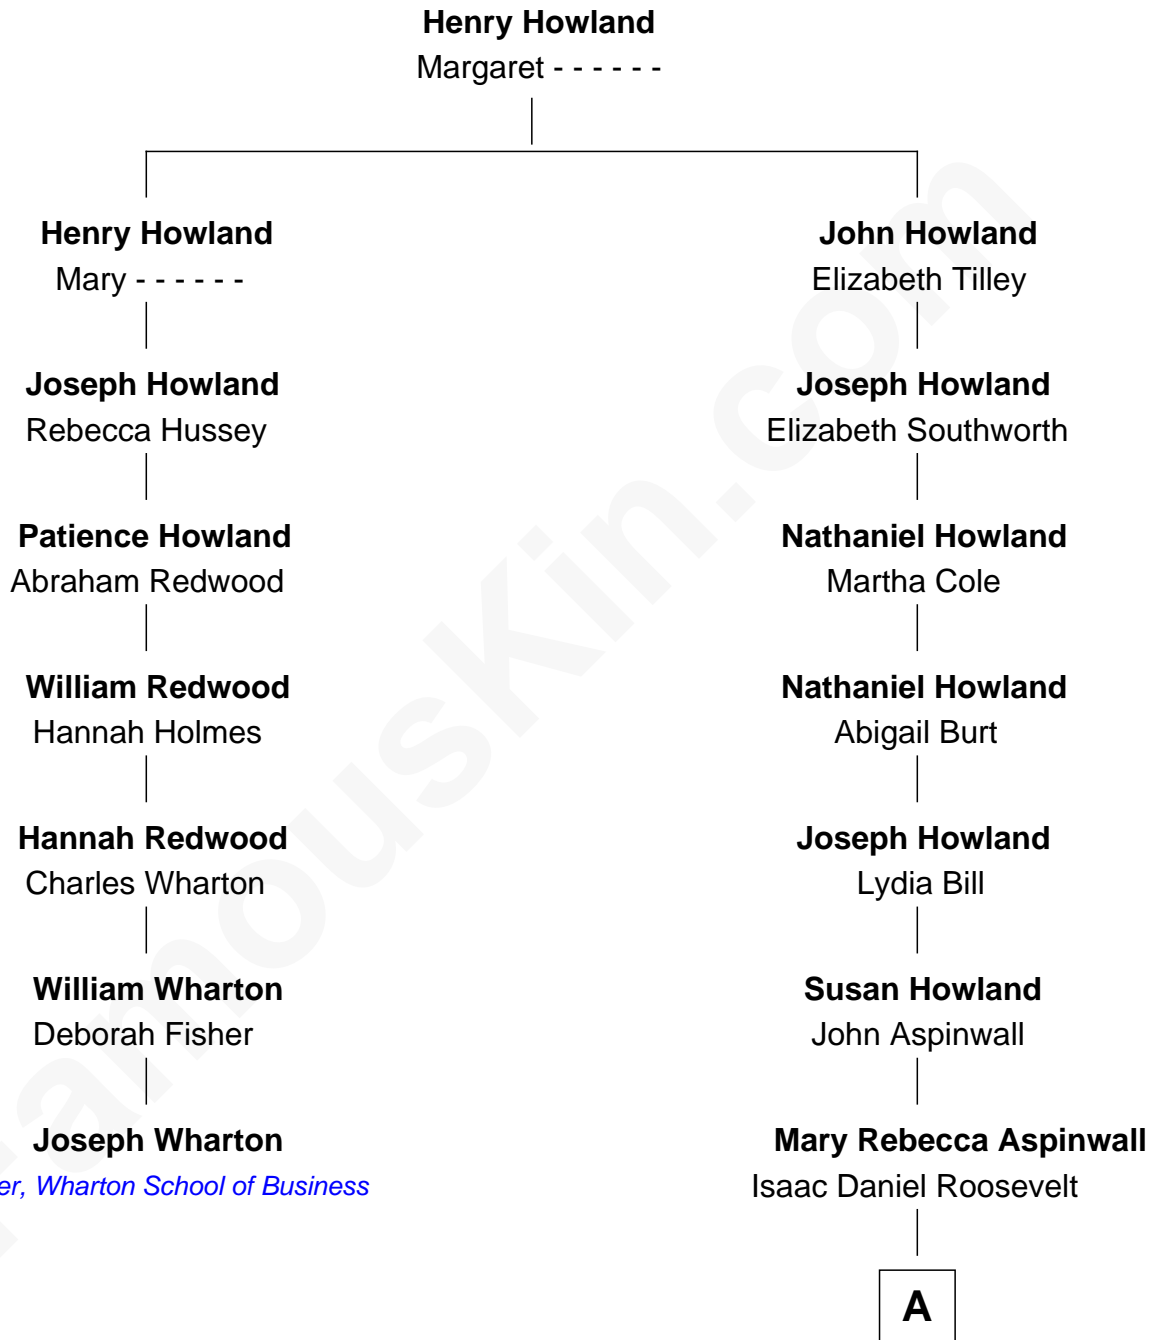 Henry Howland
Margaret - - - - - -
Henry Howland
Mary - - - - - -
Joseph Howland
Rebecca Hussey
Patience Howland
Abraham Redwood
William Redwood
Hannah Holmes
Hannah Redwood
Charles Wharton
William Wharton
Deborah Fisher
Joseph Wharton
er, Wharton School of Business
John Howland
Elizabeth Tilley
Joseph Howland
Elizabeth Southworth
Nathaniel Howland
Martha Cole
Nathaniel Howland
Abigail Burt
Joseph Howland
Lydia Bill
Susan Howland
John Aspinwall
Mary Rebecca Aspinwall
Isaac Daniel Roosevelt
A
FamousKin.com